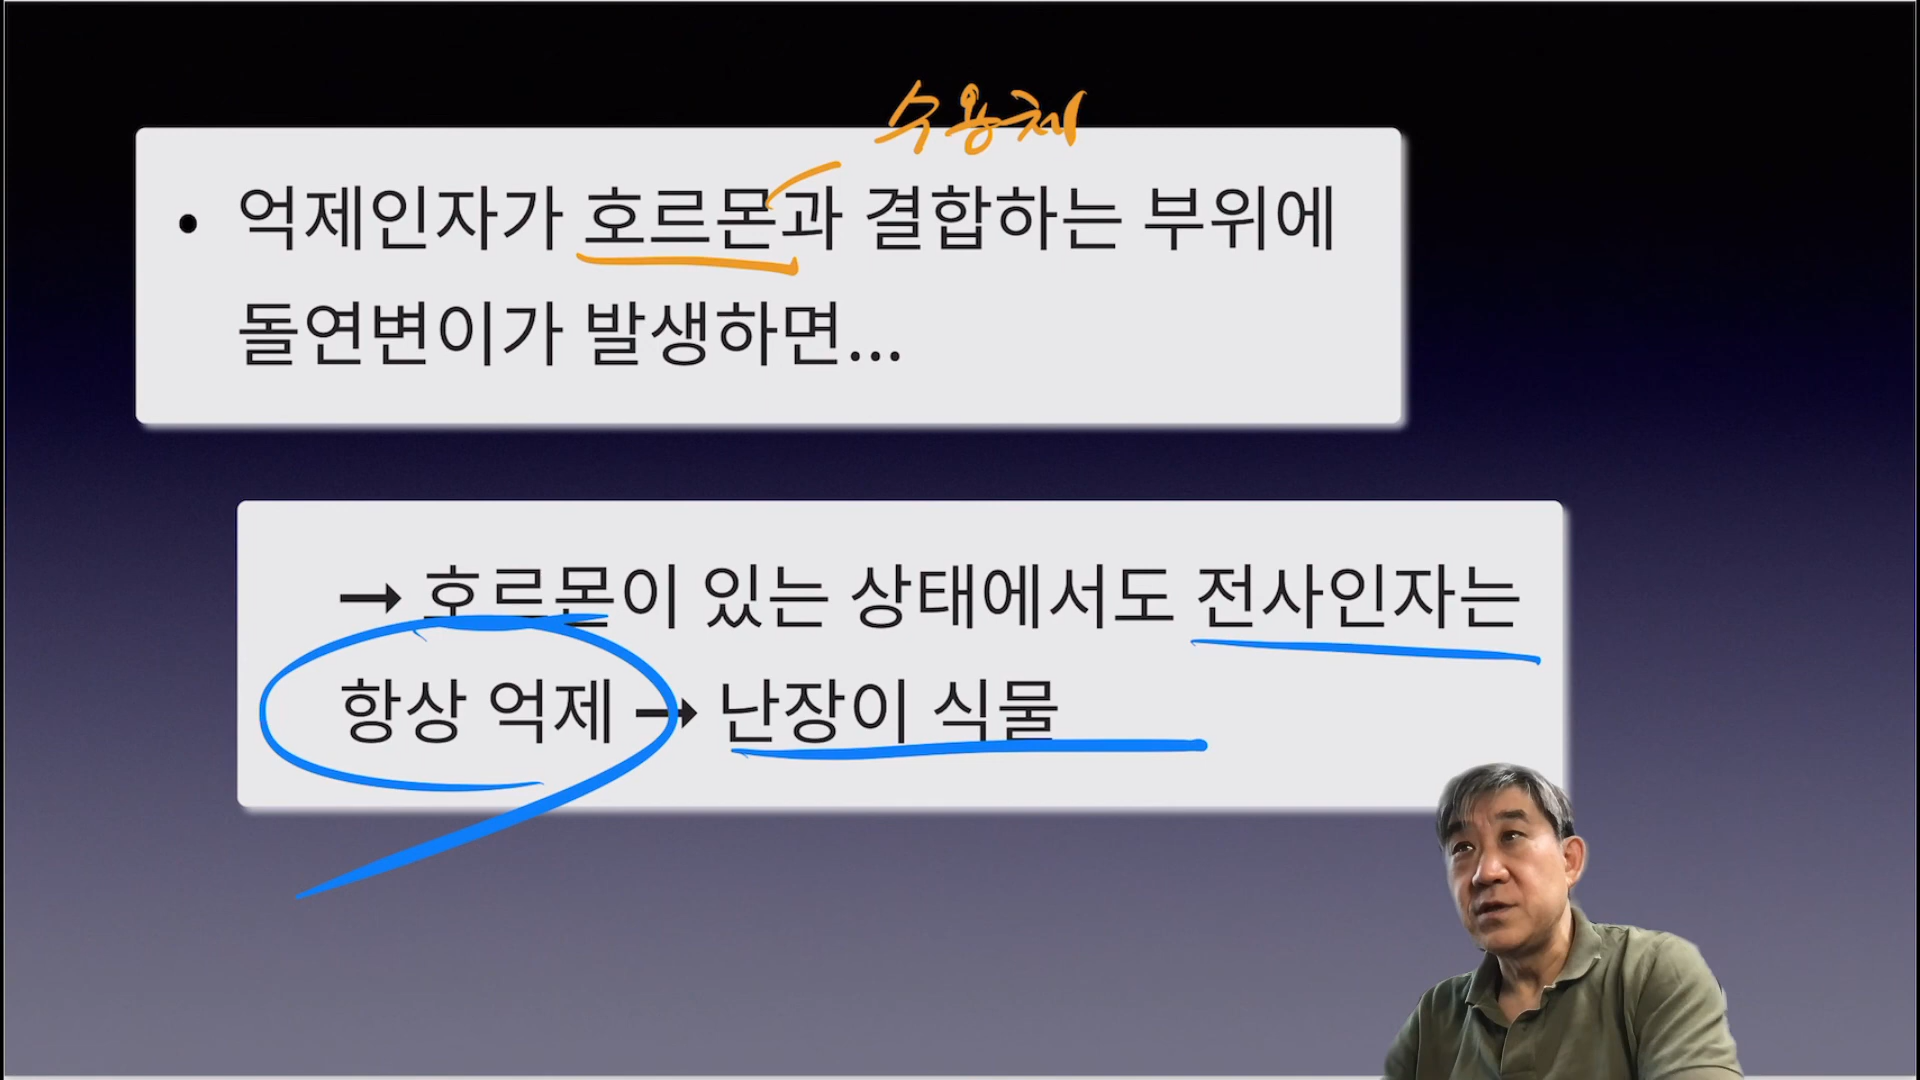 수용체
• 억제인자가 호르몬과 결합하는 부위에
돌연변이가 발생하면...
→ 호르몬이 있는 상태에서도 전사인자는
항상 억제 → 난장이 식물